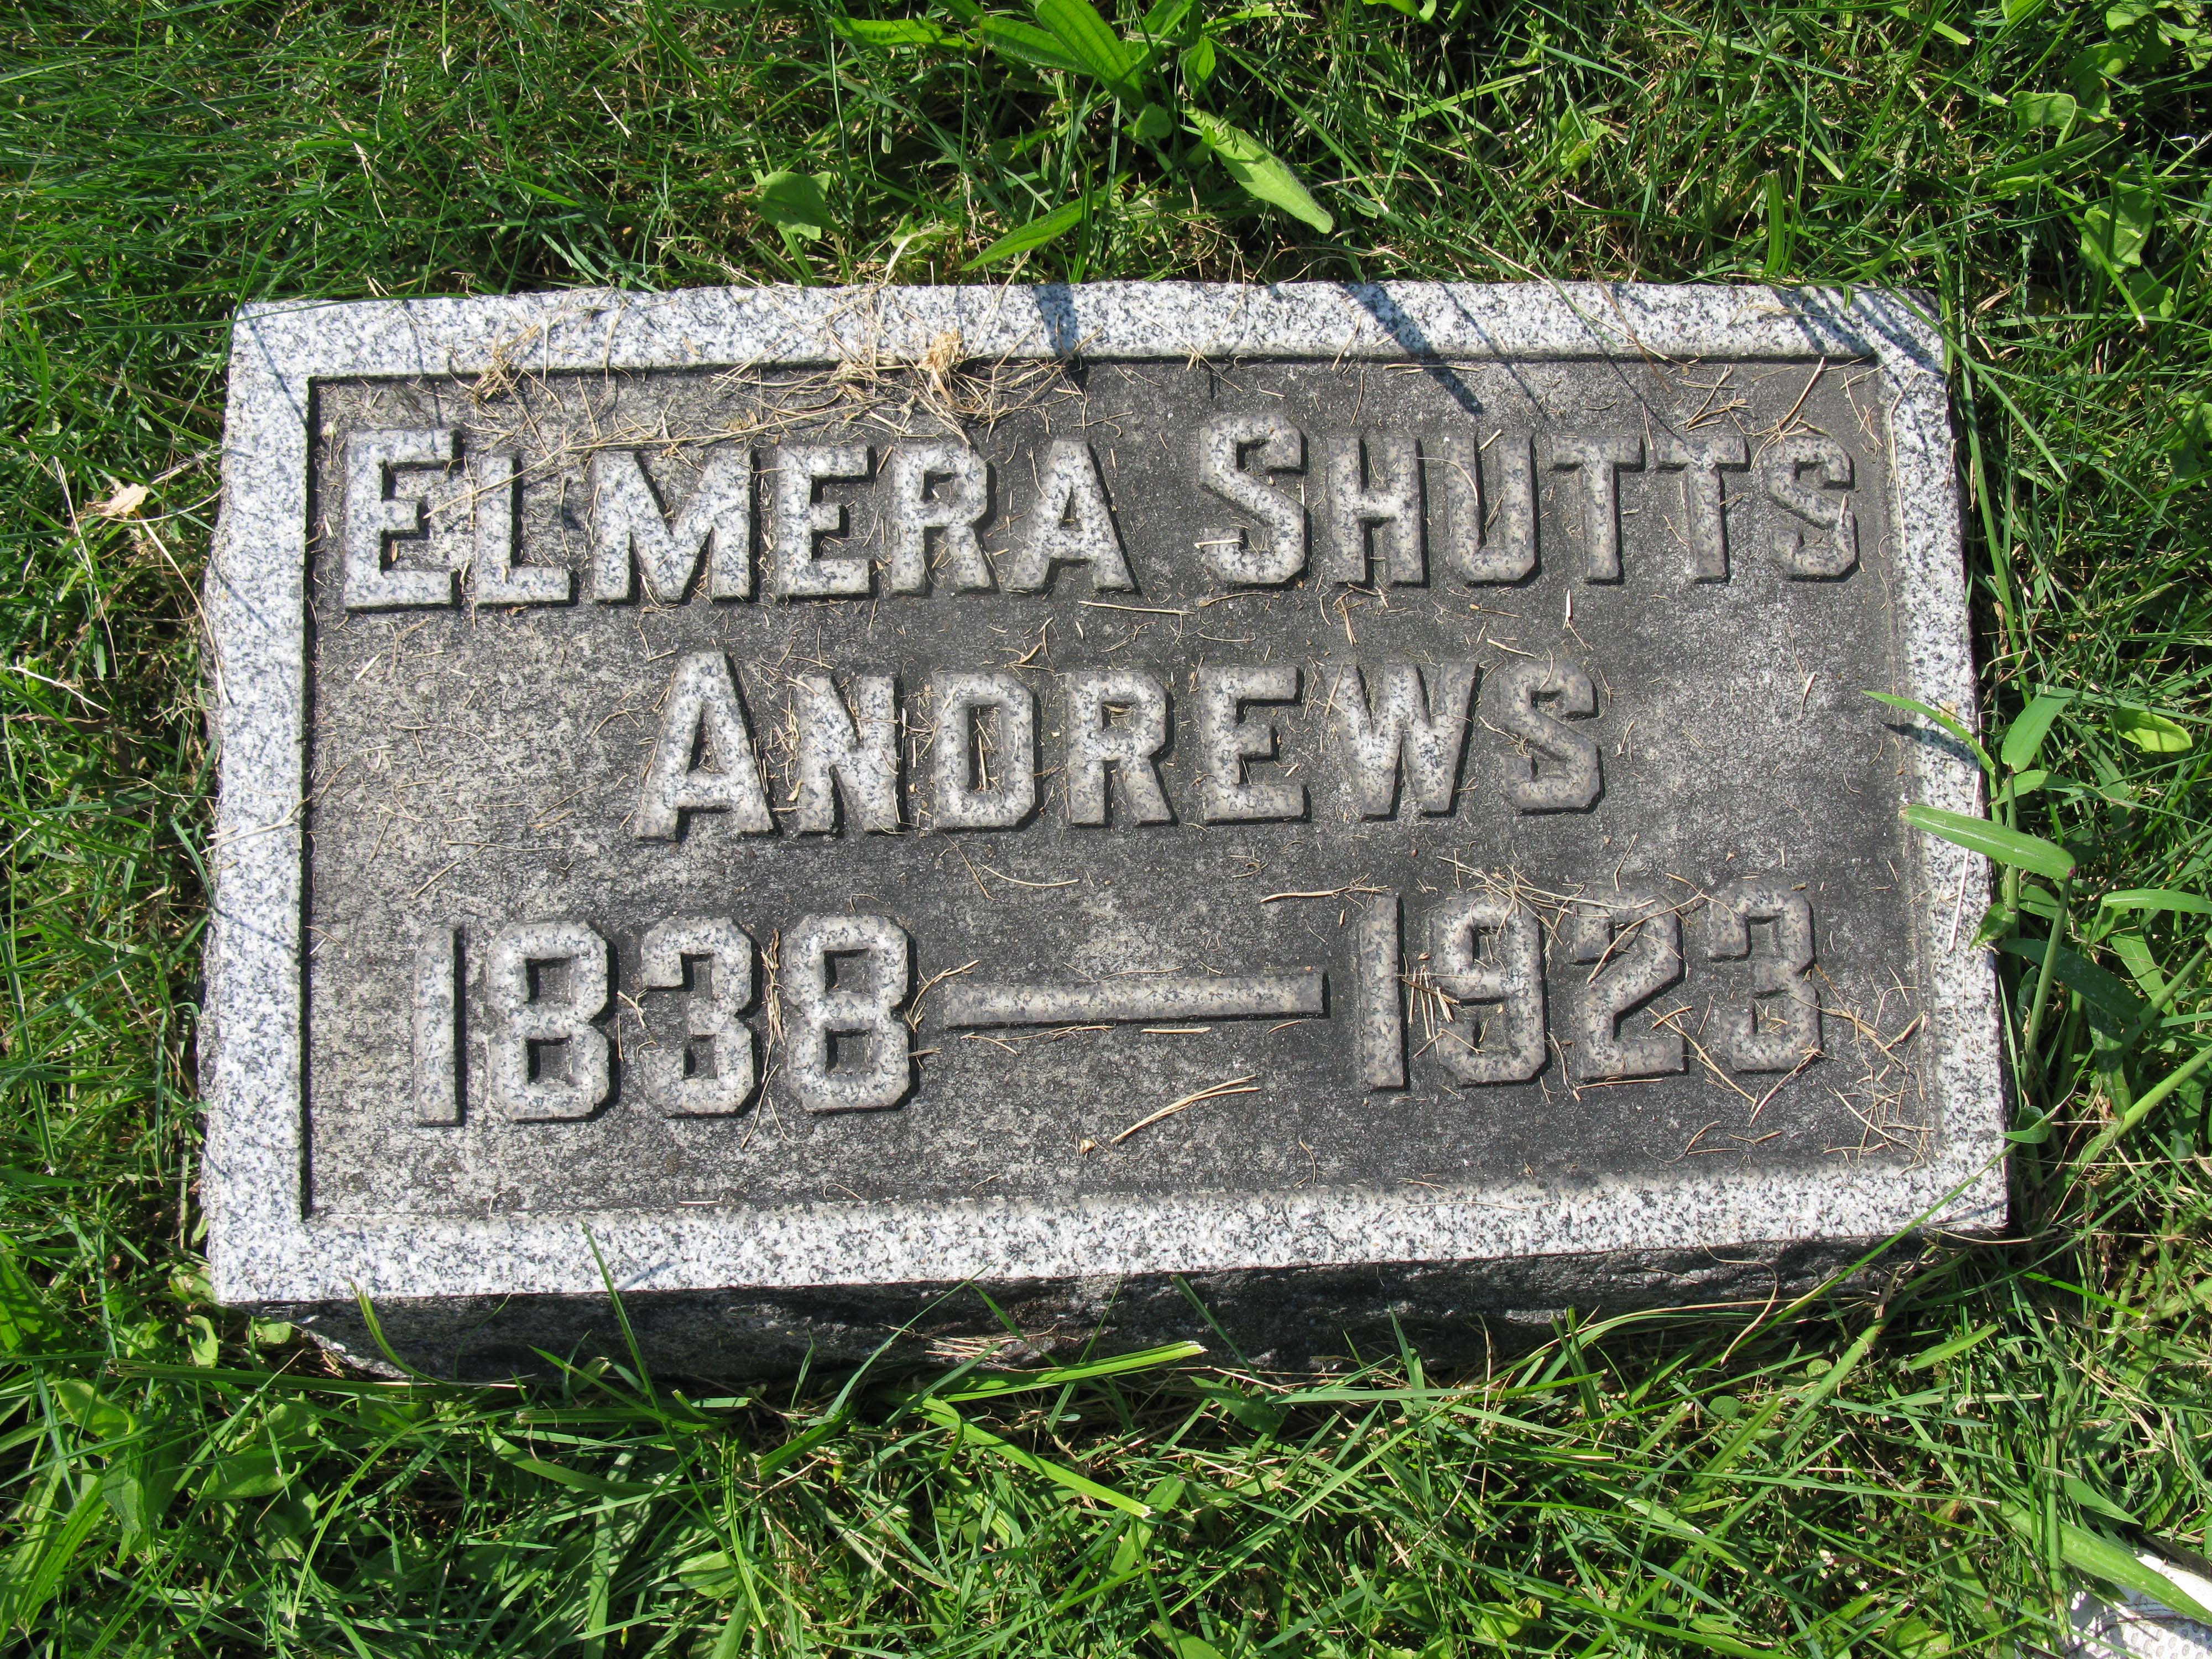 ELMERA SHUTTS
ANDREWS
1838—1923